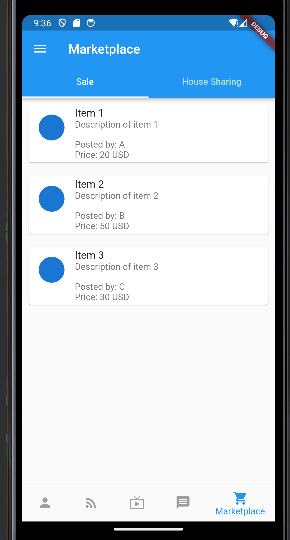 9:36
DEBUG
Marketplace
Sale
House Sharing
Item 1
Description of item 1
Posted by: A
Price: 20 USD
Item 2
Description of item 2
Posted by: B
Price: 50 USD
Item 3
Description of item 3
Posted by: C
Price: 30 USD
Marketplace